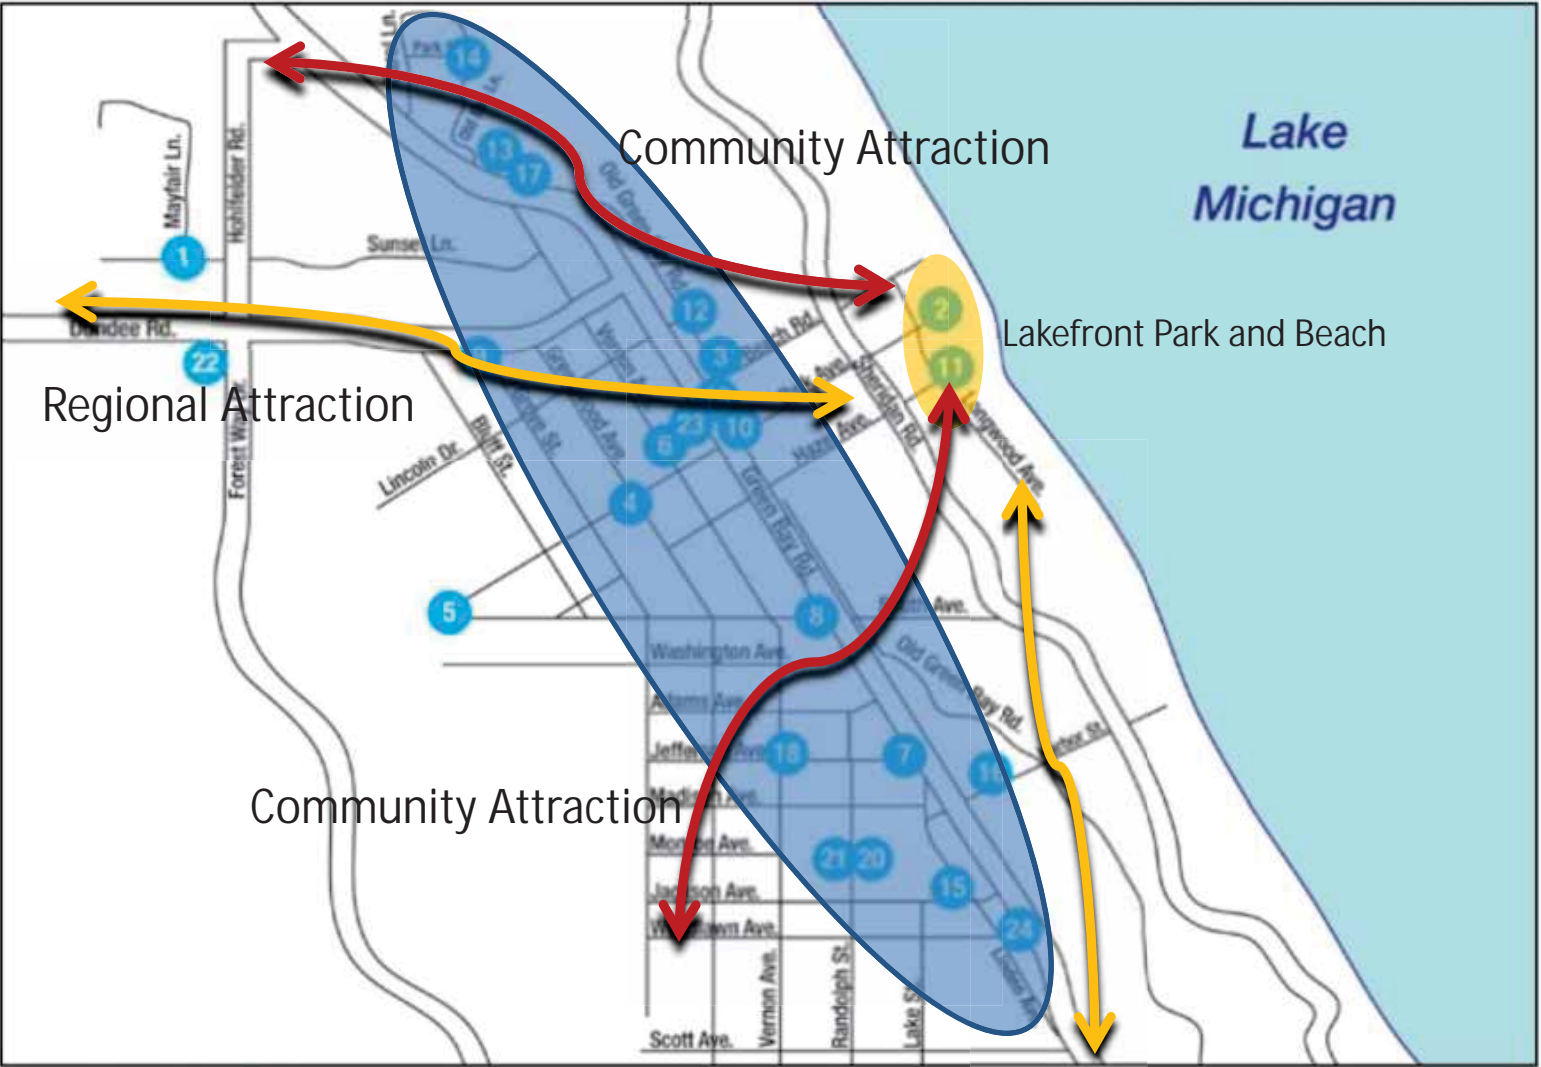 Park
14
Lake
Michigan
Community Attraction
Mayfair Ln.
Hohlfelder Rd.
13
17
Sunset Ln.
1
12
2
Lakefront Park and Beach
Dundee Rd.
22
3
11
Regional Attraction
Sheridan Rd.
Longwood Ave.
23
10
6
Hazel Ave.
Bluff St.
Lincoln Dr.
Forest Way
4
Green Bay Rd.
5
8
Ave.
Washington Ave.
Old Green Bay Rd.
Adams Ave.
Jefferson Ave.
18
7
Community Attraction
Madison Ave.
Monroe Ave.
21
20
Jackson Ave.
15
24
Vernon Ave.
Randolph St.
Lake St.
Scott Ave.